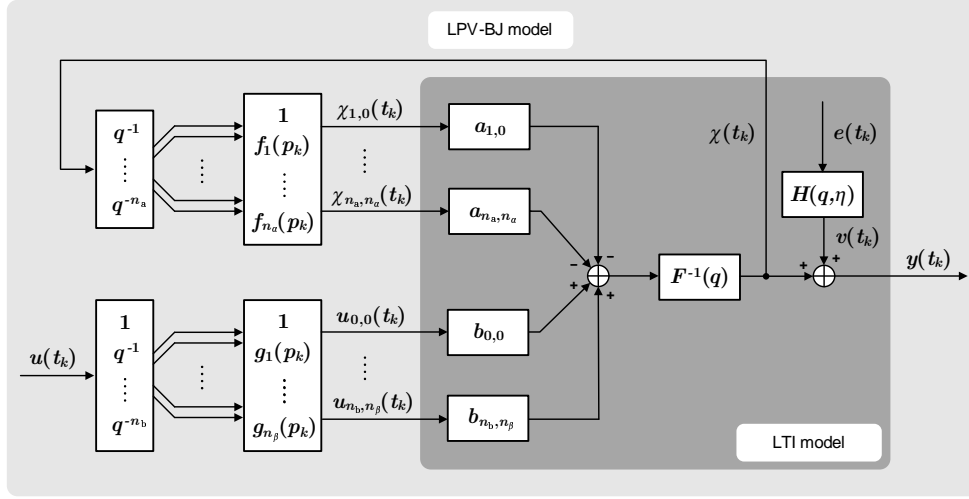 LPV-BJ model
q⁻¹
⋮
q^{-n_a}
1
f₁(p_k)
⋮
f_{n_α}(p_k)
χ_{1,0}(t_k)
⋮
χ_{n_a,n_α}(t_k)
a_{1,0}
a_{n_a,n_α}
χ(t_k)
e(t_k)
H(q,η)
v(t_k)
− −
+ +
F⁻¹(q)
+ +
y(t_k)
u(t_k)
1
q⁻¹
⋮
q^{-n_b}
1
g₁(p_k)
⋮
g_{n_β}(p_k)
u_{0,0}(t_k)
⋮
u_{n_b,n_β}(t_k)
b_{0,0}
b_{n_b,n_β}
LTI model